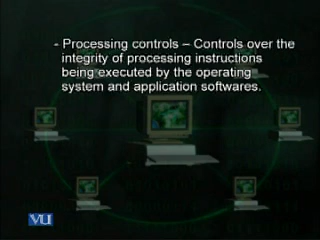 - Processing controls – Controls over the
integrity of processing instructions
being executed by the operating
system and application softwares.
VU